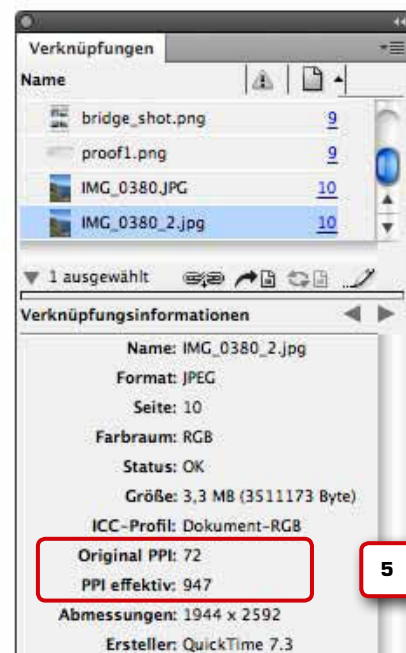 Verknüpfungen
Name
bridge_shot.png 9
proof1.png 9
IMG_0380.JPG 10
IMG_0380_2.jpg 10
1 ausgewählt
Verknüpfungsinformationen
Name: IMG_0380_2.jpg
Format: JPEG
Seite: 10
Farbraum: RGB
Status: OK
Größe: 3,3 MB (3511173 Byte)
ICC-Profil: Dokument-RGB
Original PPI: 72
PPI effektiv: 947
5
Abmessungen: 1944 x 2592
Ersteller: QuickTime 7.3